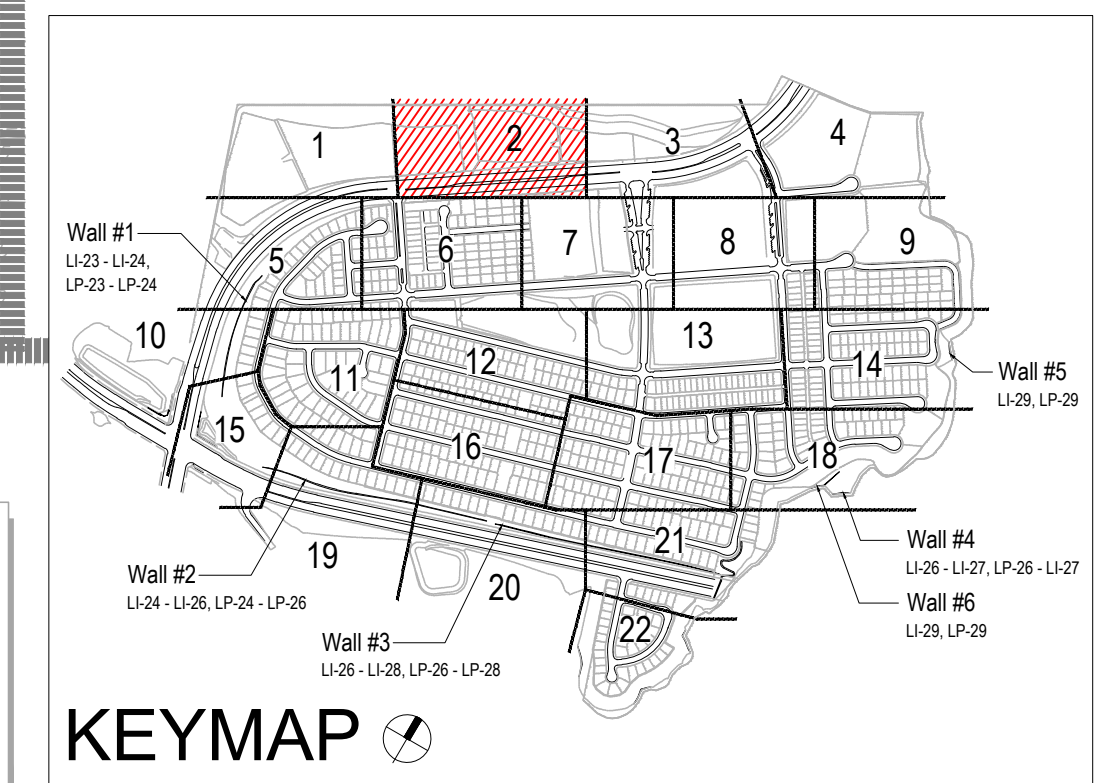 1
2
3
4
Wall #1
LI-23 - LI-24,
LP-23 - LP-24
5
6
7
8
9
10
11
12
13
14
Wall #5
LI-29, LP-29
15
16
17
18
Wall #2
LI-24 - LI-26, LP-24 - LP-26
19
20
21
Wall #4
LI-26 - LI-27, LP-26 - LI-27
Wall #6
LI-29, LP-29
Wall #3
LI-26 - LI-28, LP-26 - LP-28
22
KEYMAP